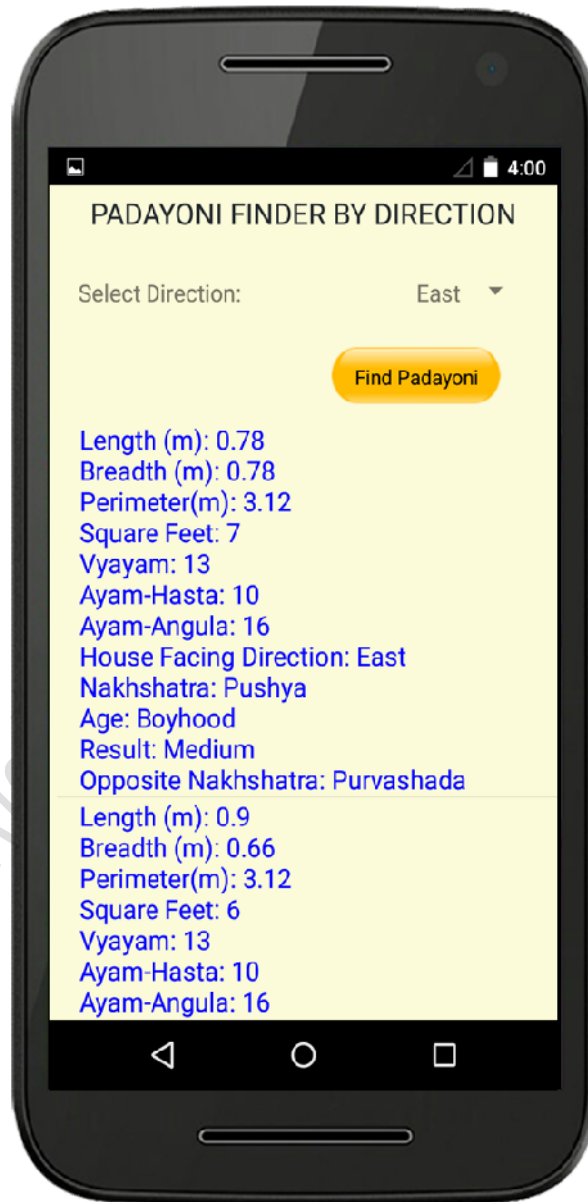 4:00
PADAYONI FINDER BY DIRECTION
Select Direction: East
Find Padayoni
Length (m): 0.78
Breadth (m): 0.78
Perimeter(m): 3.12
Square Feet: 7
Vyayam: 13
Ayam-Hasta: 10
Ayam-Angula: 16
House Facing Direction: East
Nakhshatra: Pushya
Age: Boyhood
Result: Medium
Opposite Nakhshatra: Purvashada
Length (m): 0.9
Breadth (m): 0.66
Perimeter(m): 3.12
Square Feet: 6
Vyayam: 13
Ayam-Hasta: 10
Ayam-Angula: 16